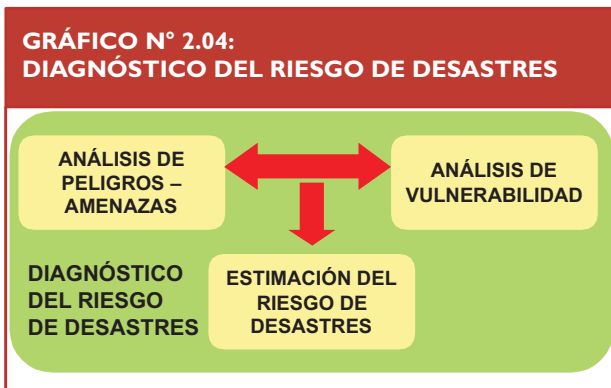 GRÁFICO N° 2.04:
DIAGNÓSTICO DEL RIESGO DE DESASTRES
ANÁLISIS DE
PELIGROS –
AMENAZAS
ANÁLISIS DE
VULNERABILIDAD
DIAGNÓSTICO
DEL RIESGO
DE DESASTRES
ESTIMACIÓN DEL
RIESGO DE
DESASTRES